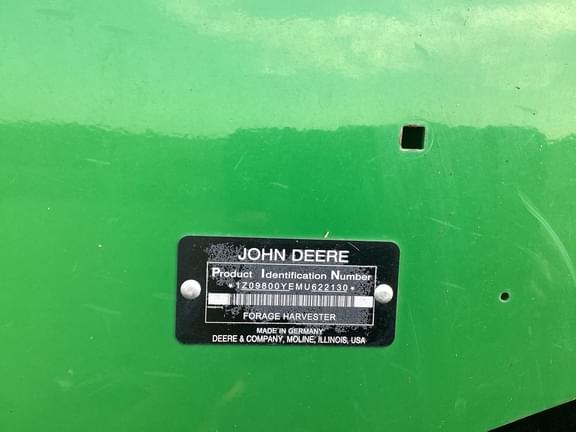 JOHN DEERE
Product Identification Number
*1Z09800YEMU622130*
FORAGE HARVESTER
MADE IN GERMANY
DEERE & COMPANY, MOLINE, ILLINOIS, USA